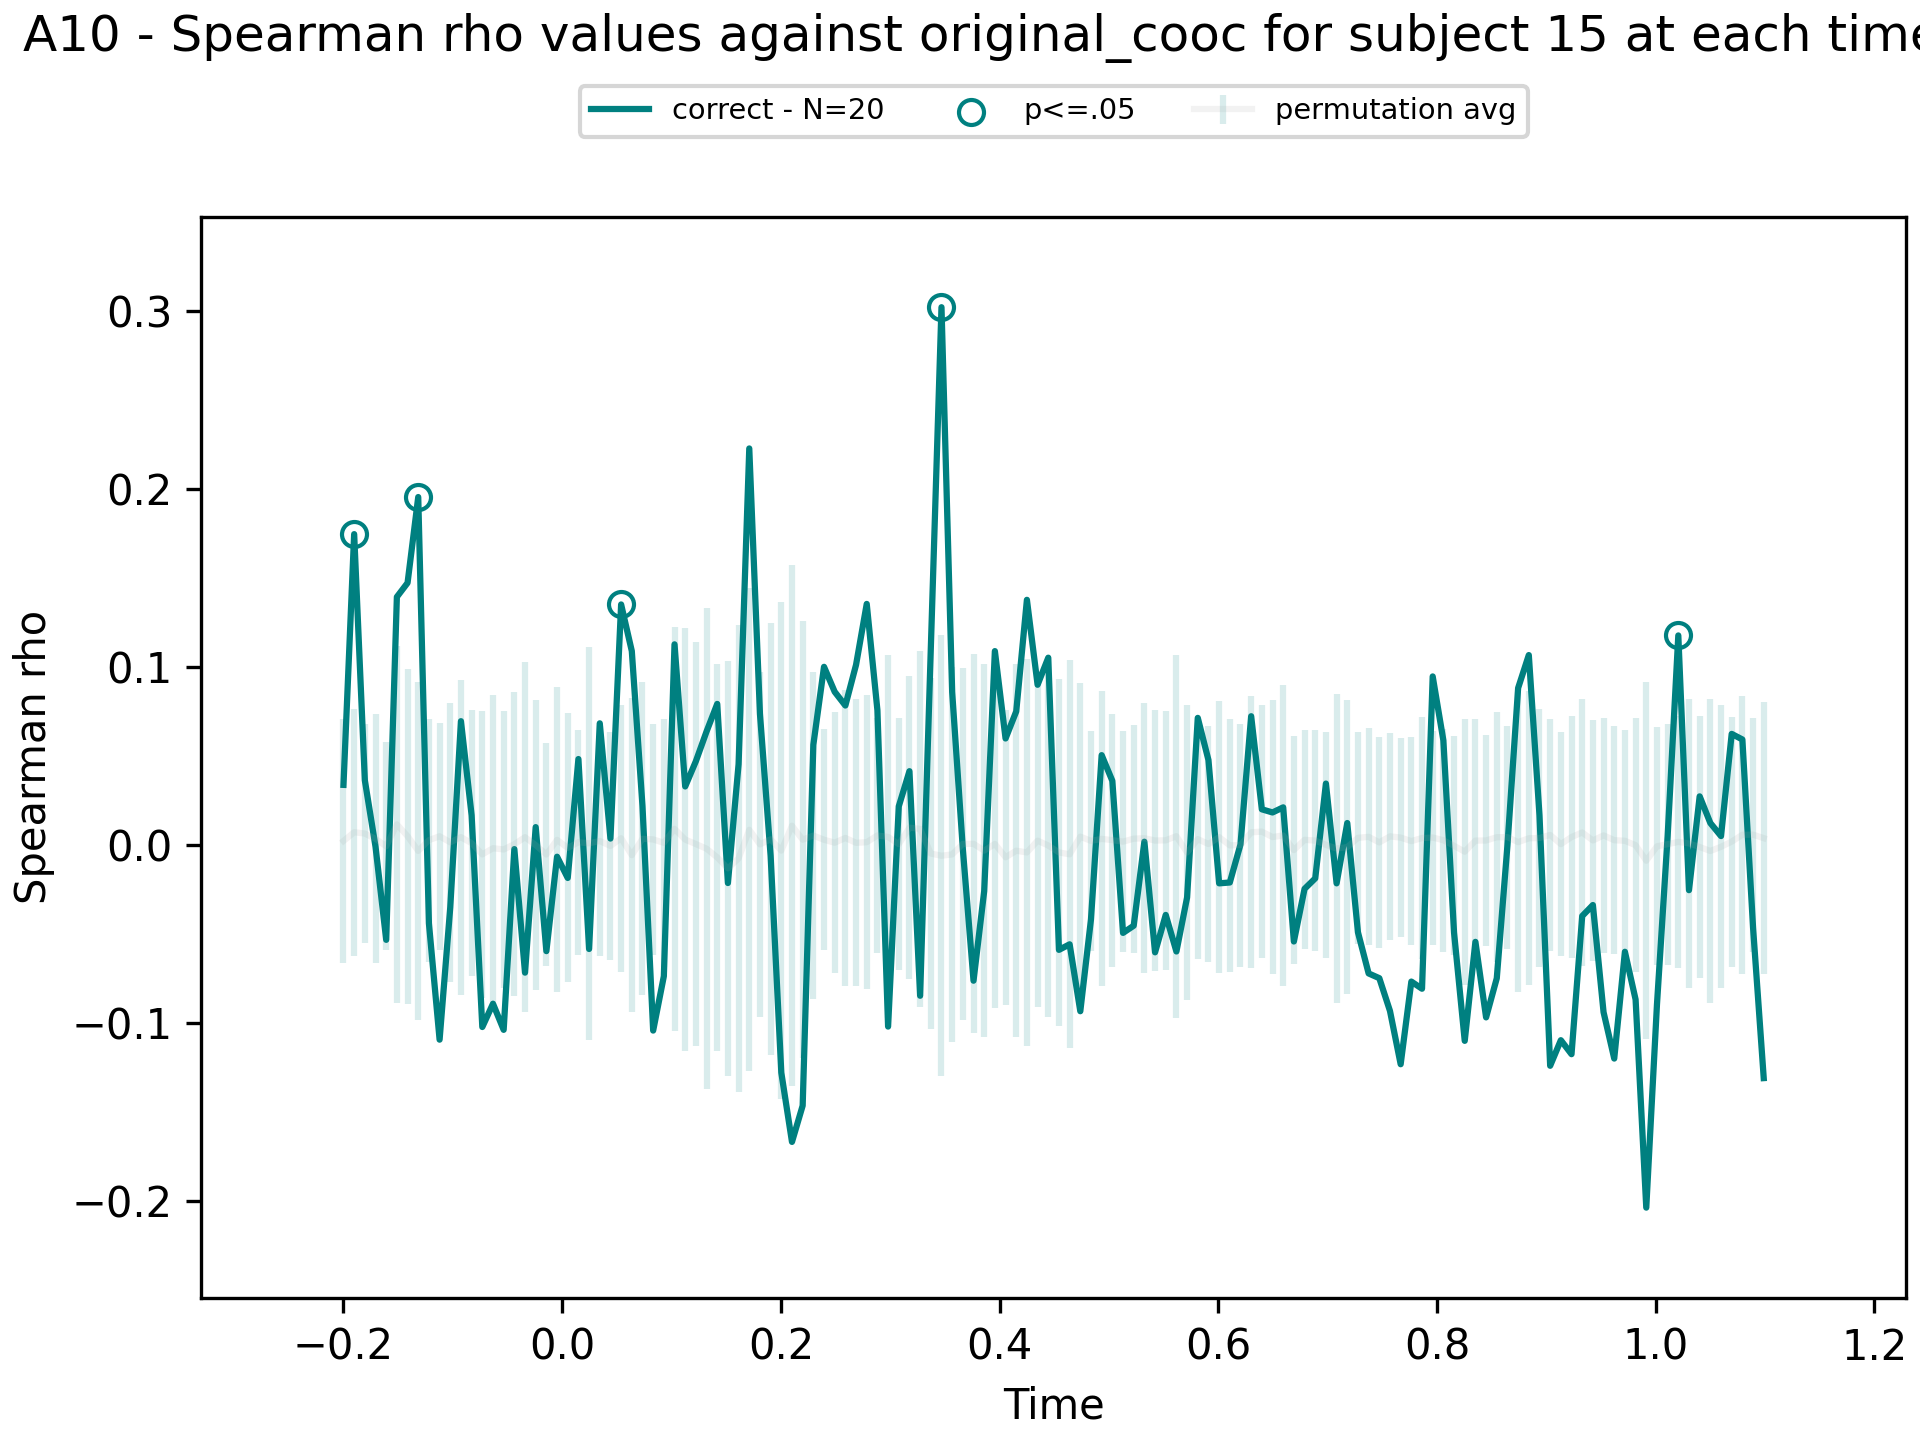 A10 - Spearman rho values against original_cooc for subject 15 at each time
correct - N=20 p<=.05 permutation avg
0.3
0.2
0.1
0.0
−0.1
−0.2
Spearman rho
−0.2 0.0 0.2 0.4 0.6 0.8 1.0 1.2
Time